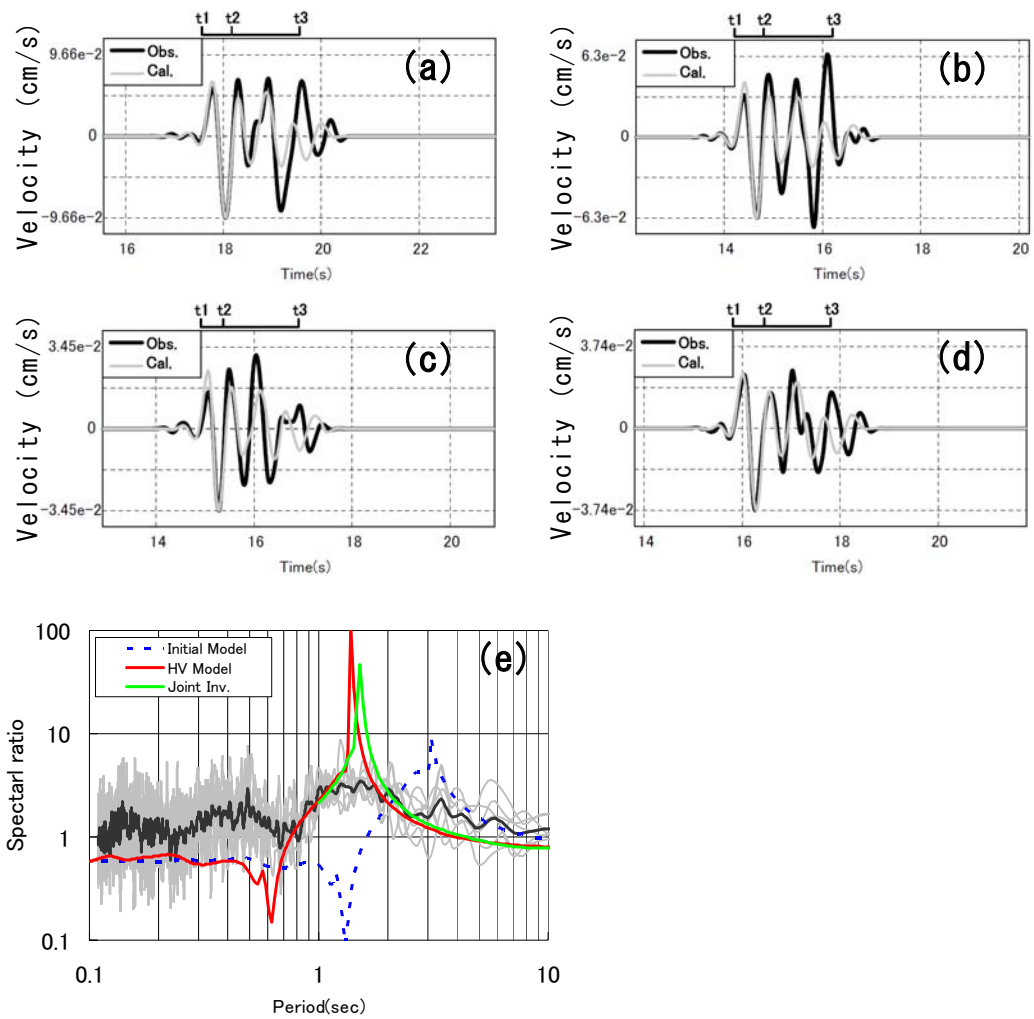 t1 t2 t3
9.66e-2
Obs.
Cal.
(a)
0
-9.66e-2
Velocity (cm/s)
16 18 20 22
Time(s)
t1 t2 t3
6.3e-2
Obs.
Cal.
(b)
0
-6.3e-2
Velocity (cm/s)
14 16 18 20
Time(s)
t1 t2 t3
3.45e-2
Obs.
Cal.
(c)
0
-3.45e-2
Velocity (cm/s)
14 16 18 20
Time(s)
t1 t2 t3
3.74e-2
Obs.
Cal.
(d)
0
-3.74e-2
Velocity (cm/s)
14 16 18 20
Time(s)
100
Initial Model
HV Model
Joint Inv.
(e)
10
1
0.1
Spectarl ratio
0.1 1 10
Period(sec)